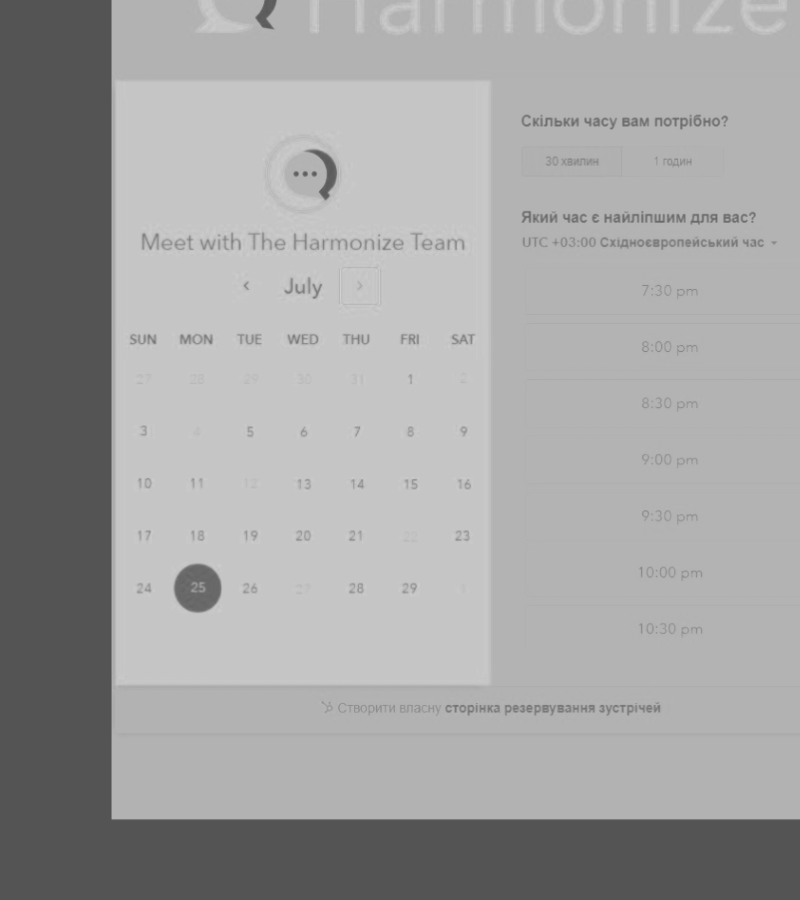 Harmonize
Meet with The Harmonize Team
July
SUN MON TUE WED THU FRI SAT
27 28 29 30 31 1 2
3 4 5 6 7 8 9
10 11 12 13 14 15 16
17 18 19 20 21 22 23
24 25 26 27 28 29
Скільки часу вам потрібно?
30 хвилин 1 годин
Який час є найліпшим для вас?
UTC +03:00 Східноєвропейський час
7:30 pm
8:00 pm
8:30 pm
9:00 pm
9:30 pm
10:00 pm
10:30 pm
Створити власну сторінка резервування зустрічей